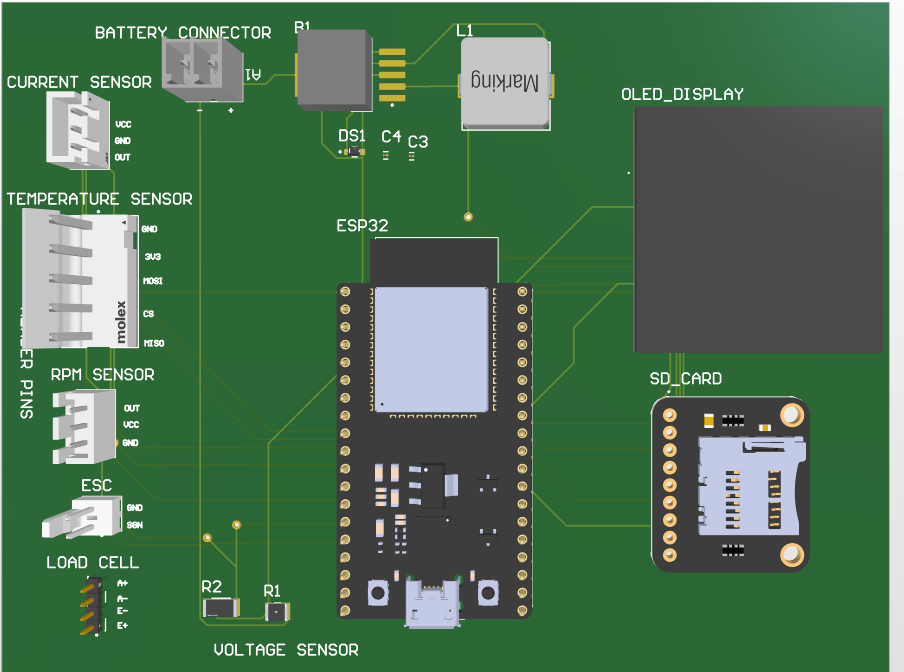 BATTERY CONNECTOR
B1
L1
A1
- +
Marking
CURRENT SENSOR
VCC
GND
OUT
DS1
C4
C3
OLED_DISPLAY
TEMPERATURE SENSOR
GND
3V3
MOSI
CS
MISO
molex
ESP32
PINS
RPM SENSOR
OUT
VCC
GND
SD_CARD
ESC
GND
SGN
LOAD CELL
A+
A-
E-
E+
R2
R1
VOLTAGE SENSOR